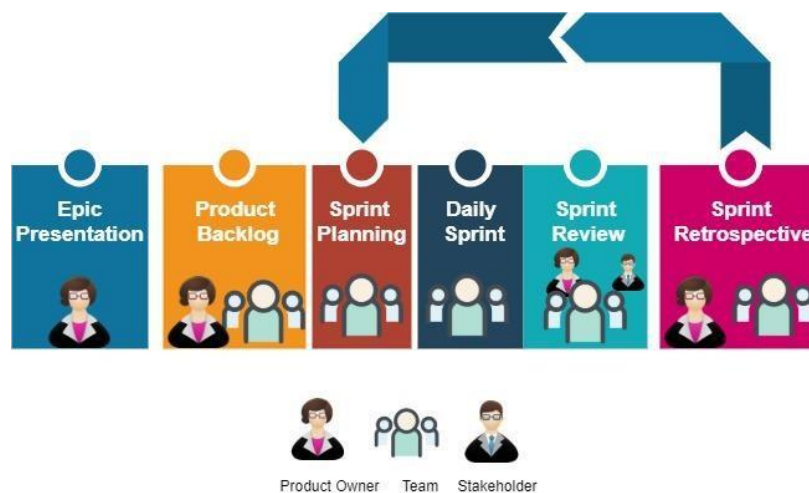 Epic
Presentation
Product
Backlog
Sprint
Planning
Daily
Sprint
Sprint
Review
Sprint
Retrospective
Product Owner
Team
Stakeholder